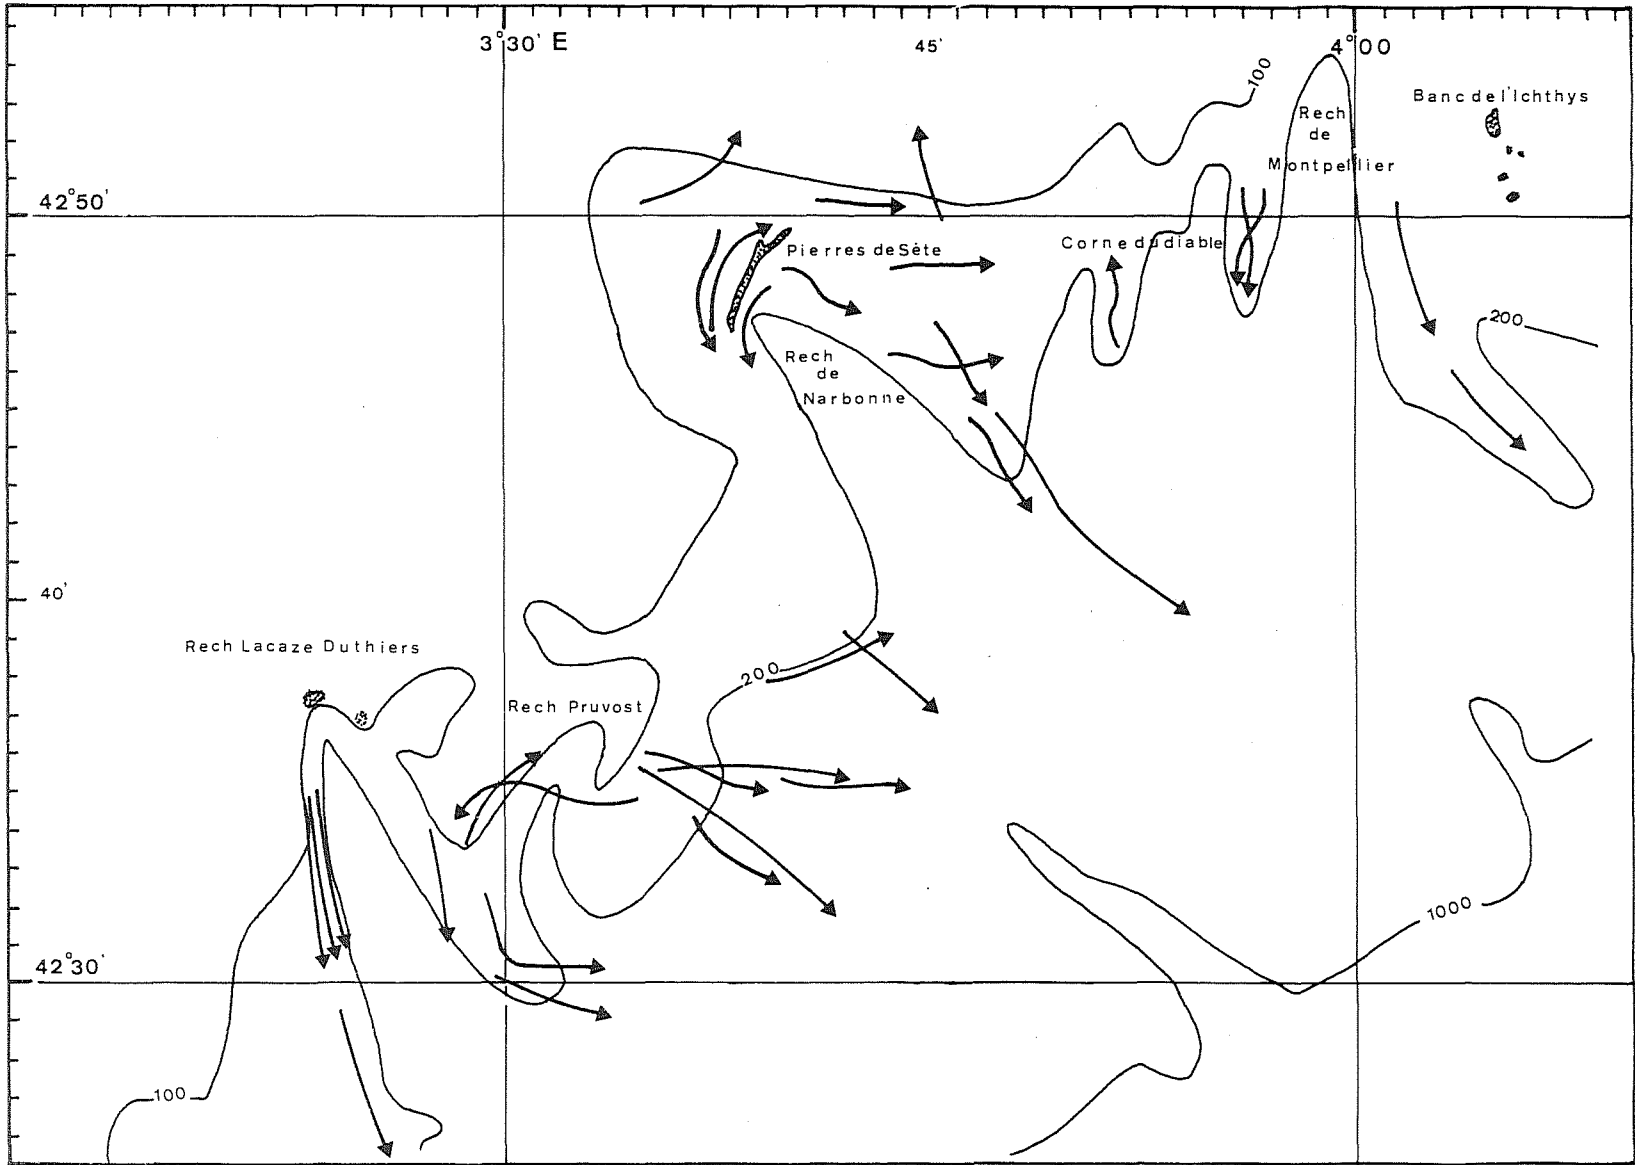 3°30' E
45'
4°00
100
Banc de l'Ichthys
Rech
de
Montpellier
42°50'
Pierres de Sète
Corne du diable
200
Rech
de
Narbonne
40'
Rech Lacaze Duthiers
200
Rech Pruvost
1000
42°30'
100